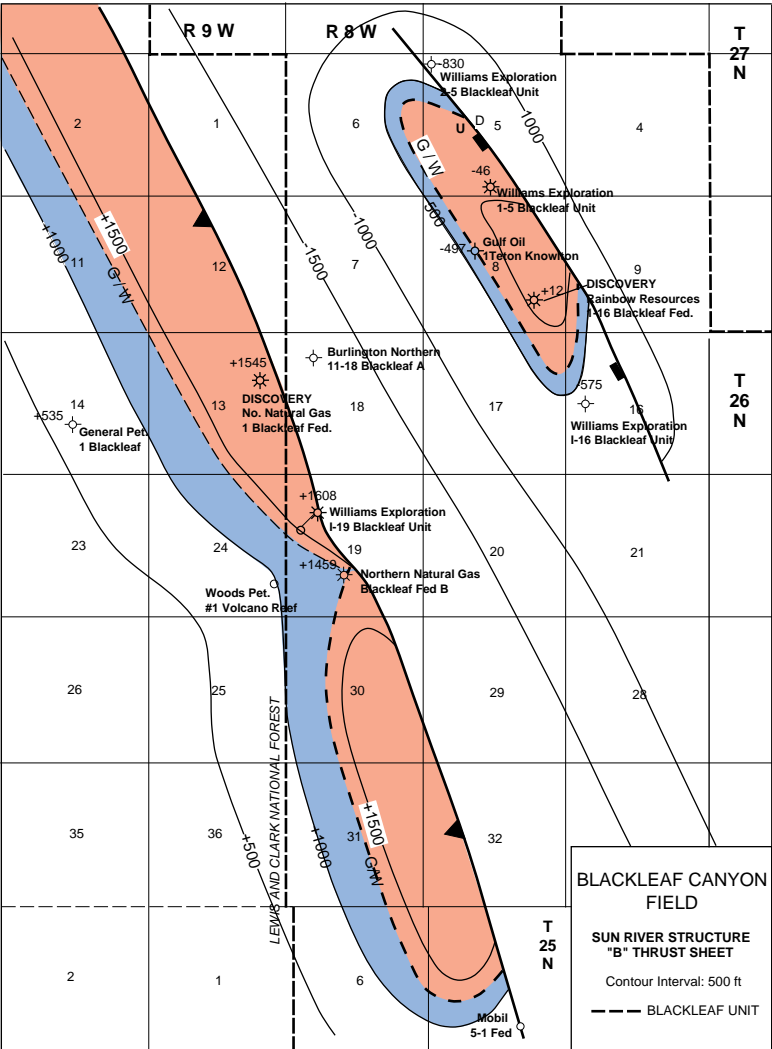 R 9 W
R 8 W
T
27
N
-830
Williams Exploration
2-5 Blackleaf Unit
-1000
2
1
6
U
D
5
4
G / W
-46
Williams Exploration
1-5 Blackleaf Unit
+1000
+1500
G / W
-500
-1000
-1500
11
12
7
-497
Gulf Oil
1Teton Knowlton
8
9
+12
DISCOVERY
Rainbow Resources
1-16 Blackleaf Fed.
Burlington Northern
11-18 Blackleaf A
+1545
DISCOVERY
No. Natural Gas
1 Blackleaf Fed.
T
26
N
14
+535
General Pet.
1 Blackleaf
13
18
17
-575
16
Williams Exploration
I-16 Blackleaf Unit
+1608
Williams Exploration
I-19 Blackleaf Unit
23
24
19
20
21
+1459
Northern Natural Gas
Blackleaf Fed B
Woods Pet.
#1 Volcano Reef
26
25
30
29
28
LEWIS AND CLARK NATIONAL FOREST
35
36
+500
+1000
31
+1500
G/W
32
T
25
N
2
1
6
Mobil
5-1 Fed
BLACKLEAF CANYON
FIELD
SUN RIVER STRUCTURE
"B" THRUST SHEET
Contour Interval: 500 ft
BLACKLEAF UNIT